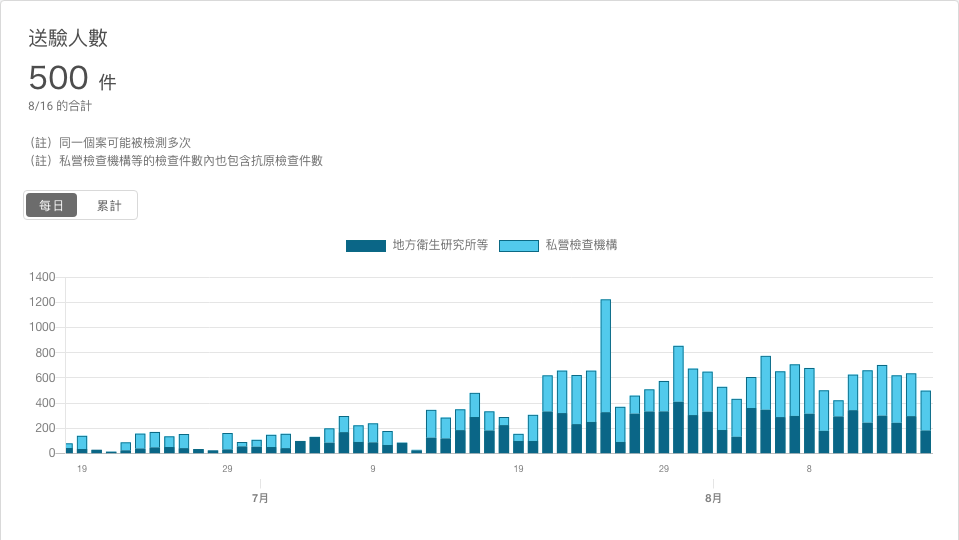 送驗人數
500 件
8/16 的合計
（註）同一個案可能被檢測多次
（註）私營檢查機構等的檢查件數內也包含抗原檢查件數
每日 累計
地方衛生研究所等 私營檢查機構
1400
1200
1000
800
600
400
200
0
19 29 9 19 29 8
7月 8月